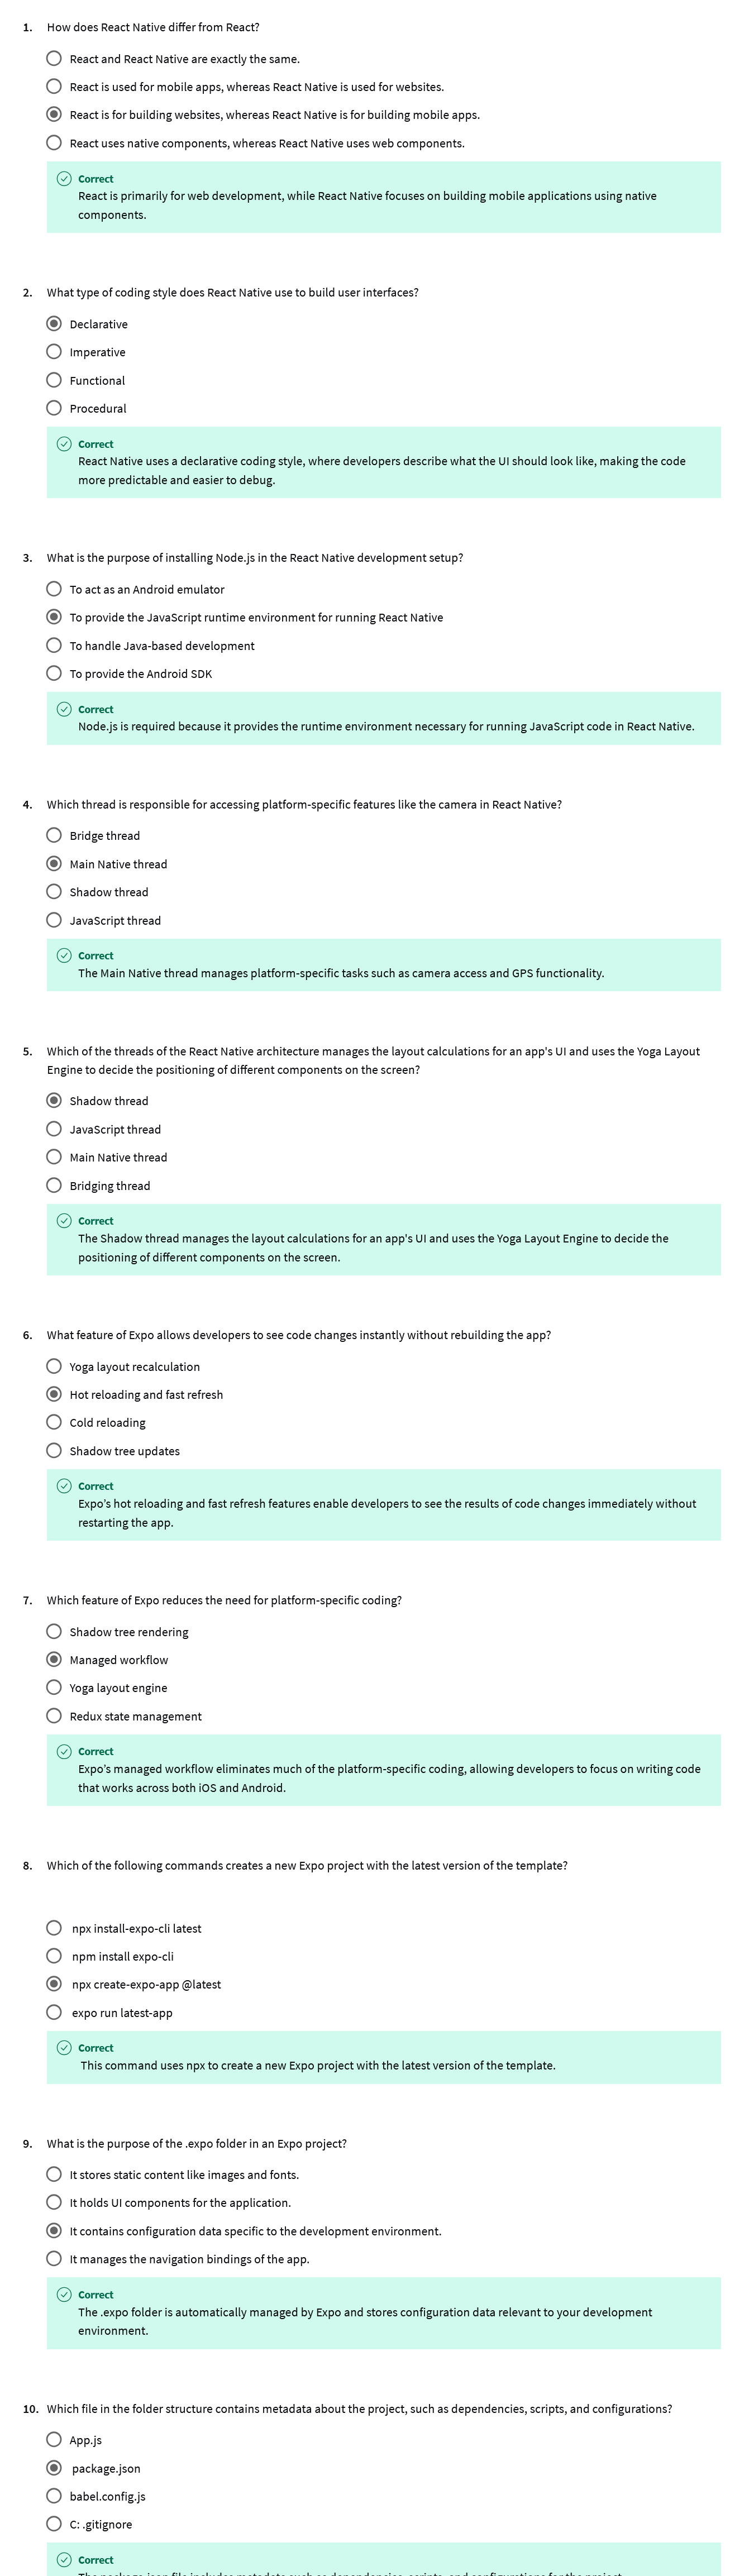 1. How does React Native differ from React?
React and React Native are exactly the same.
React is used for mobile apps, whereas React Native is used for websites.
React is for building websites, whereas React Native is for building mobile apps.
React uses native components, whereas React Native uses web components.
Correct
React is primarily for web development, while React Native focuses on building mobile applications using native
components.
2. What type of coding style does React Native use to build user interfaces?
Declarative
Imperative
Functional
Procedural
Correct
React Native uses a declarative coding style, where developers describe what the UI should look like, making the code
more predictable and easier to debug.
3. What is the purpose of installing Node.js in the React Native development setup?
To act as an Android emulator
To provide the JavaScript runtime environment for running React Native
To handle Java-based development
To provide the Android SDK
Correct
Node.js is required because it provides the runtime environment necessary for running JavaScript code in React Native.
4. Which thread is responsible for accessing platform-specific features like the camera in React Native?
Bridge thread
Main Native thread
Shadow thread
JavaScript thread
Correct
The Main Native thread manages platform-specific tasks such as camera access and GPS functionality.
5. Which of the threads of the React Native architecture manages the layout calculations for an app's UI and uses the Yoga Layout
Engine to decide the positioning of different components on the screen?
Shadow thread
JavaScript thread
Main Native thread
Bridging thread
Correct
The Shadow thread manages the layout calculations for an app's UI and uses the Yoga Layout Engine to decide the
positioning of different components on the screen.
6. What feature of Expo allows developers to see code changes instantly without rebuilding the app?
Yoga layout recalculation
Hot reloading and fast refresh
Cold reloading
Shadow tree updates
Correct
Expo's hot reloading and fast refresh features enable developers to see the results of code changes immediately without
restarting the app.
7. Which feature of Expo reduces the need for platform-specific coding?
Shadow tree rendering
Managed workflow
Yoga layout engine
Redux state management
Correct
Expo's managed workflow eliminates much of the platform-specific coding, allowing developers to focus on writing code
that works across both iOS and Android.
8. Which of the following commands creates a new Expo project with the latest version of the template?
npx install-expo-cli latest
npm install expo-cli
npx create-expo-app @latest
expo run latest-app
Correct
This command uses npx to create a new Expo project with the latest version of the template.
9. What is the purpose of the .expo folder in an Expo project?
It stores static content like images and fonts.
It holds UI components for the application.
It contains configuration data specific to the development environment.
It manages the navigation bindings of the app.
Correct
The .expo folder is automatically managed by Expo and stores configuration data relevant to your development
environment.
10. Which file in the folder structure contains metadata about the project, such as dependencies, scripts, and configurations?
App.js
package.json
babel.config.js
C: .gitignore
Correct